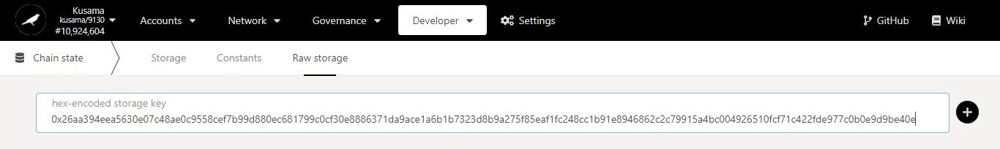 Kusama
kusama/9130
#10,924,604
Accounts
Network
Governance
Developer
Settings
GitHub
Wiki
Chain state
Storage
Constants
Raw storage
hex-encoded storage key
0x26aa394eea5630e07c48ae0c9558cef7b99d880ec681799c0cf30e8886371da9ace1a6b1b7323d8b9a275f85eaf1fc248cc1b91e8946862c2c79915a4bc004926510fcf71c422fde977c0b0e9d9be40e